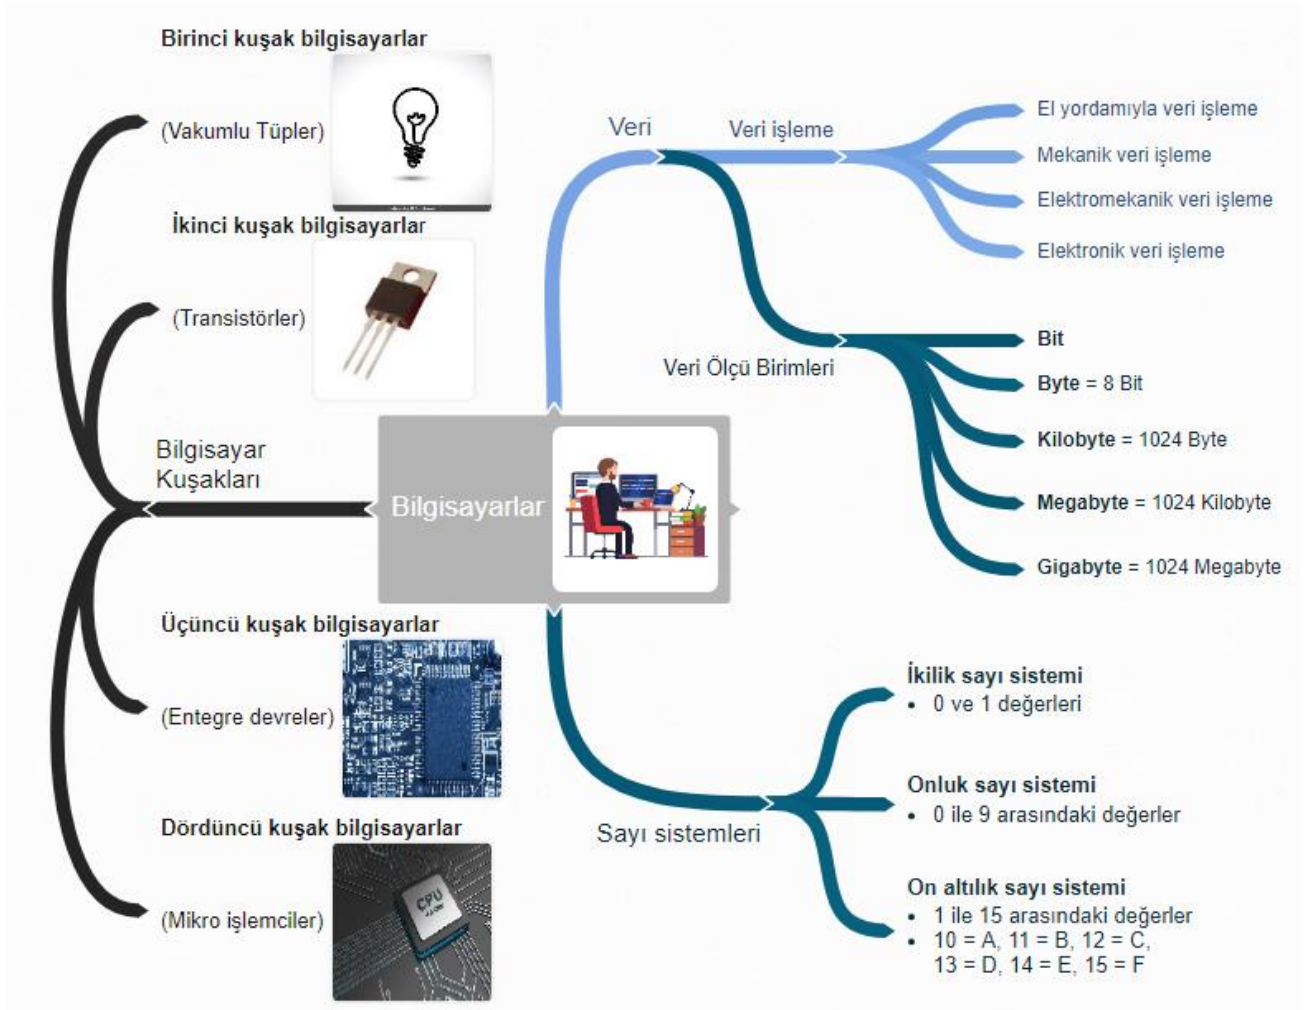 Birinci kuşak bilgisayarlar
(Vakumlu Tüpler)
İkinci kuşak bilgisayarlar
(Transistörler)
Bilgisayar
Kuşakları
Üçüncü kuşak bilgisayarlar
(Entegre devreler)
Dördüncü kuşak bilgisayarlar
(Mikro işlemciler)
CPU
Bilgisayarlar
Veri
Veri işleme
El yordamıyla veri işleme
Mekanik veri işleme
Elektromekanik veri işleme
Elektronik veri işleme
Veri Ölçü Birimleri
Bit
Byte = 8 Bit
Kilobyte = 1024 Byte
Megabyte = 1024 Kilobyte
Gigabyte = 1024 Megabyte
Sayı sistemleri
İkilik sayı sistemi
• 0 ve 1 değerleri
Onluk sayı sistemi
• 0 ile 9 arasındaki değerler
On altılık sayı sistemi
• 1 ile 15 arasındaki değerler
• 10 = A, 11 = B, 12 = C,
13 = D, 14 = E, 15 = F